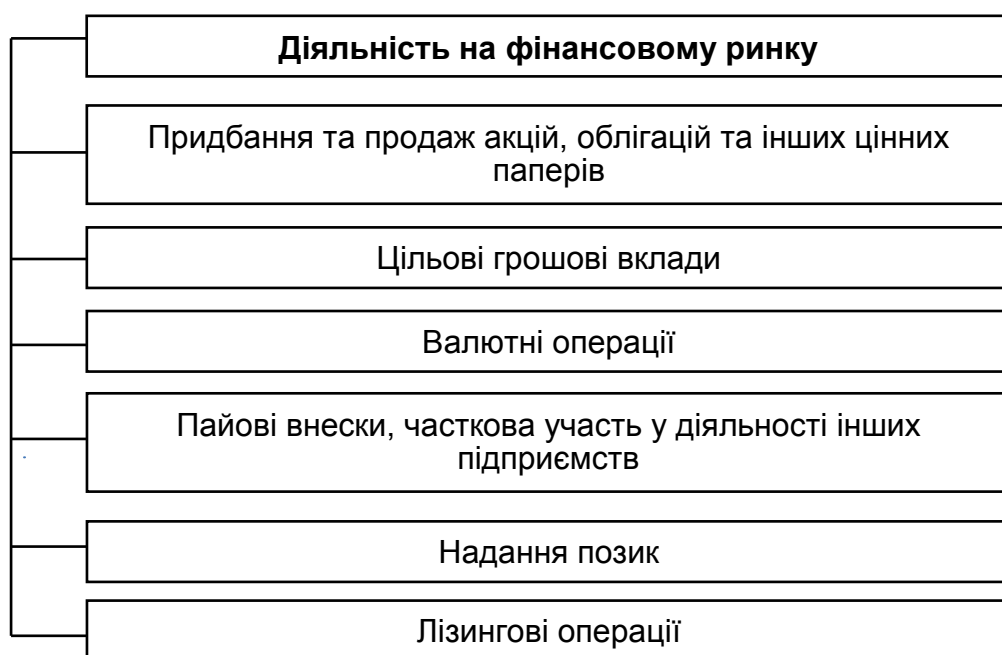 Діяльність на фінансовому ринку
Придбання та продаж акцій, облігацій та інших цінних
паперів
Цільові грошові вклади
Валютні операції
Пайові внески, часткова участь у діяльності інших
підприємств
Надання позик
Лізингові операції